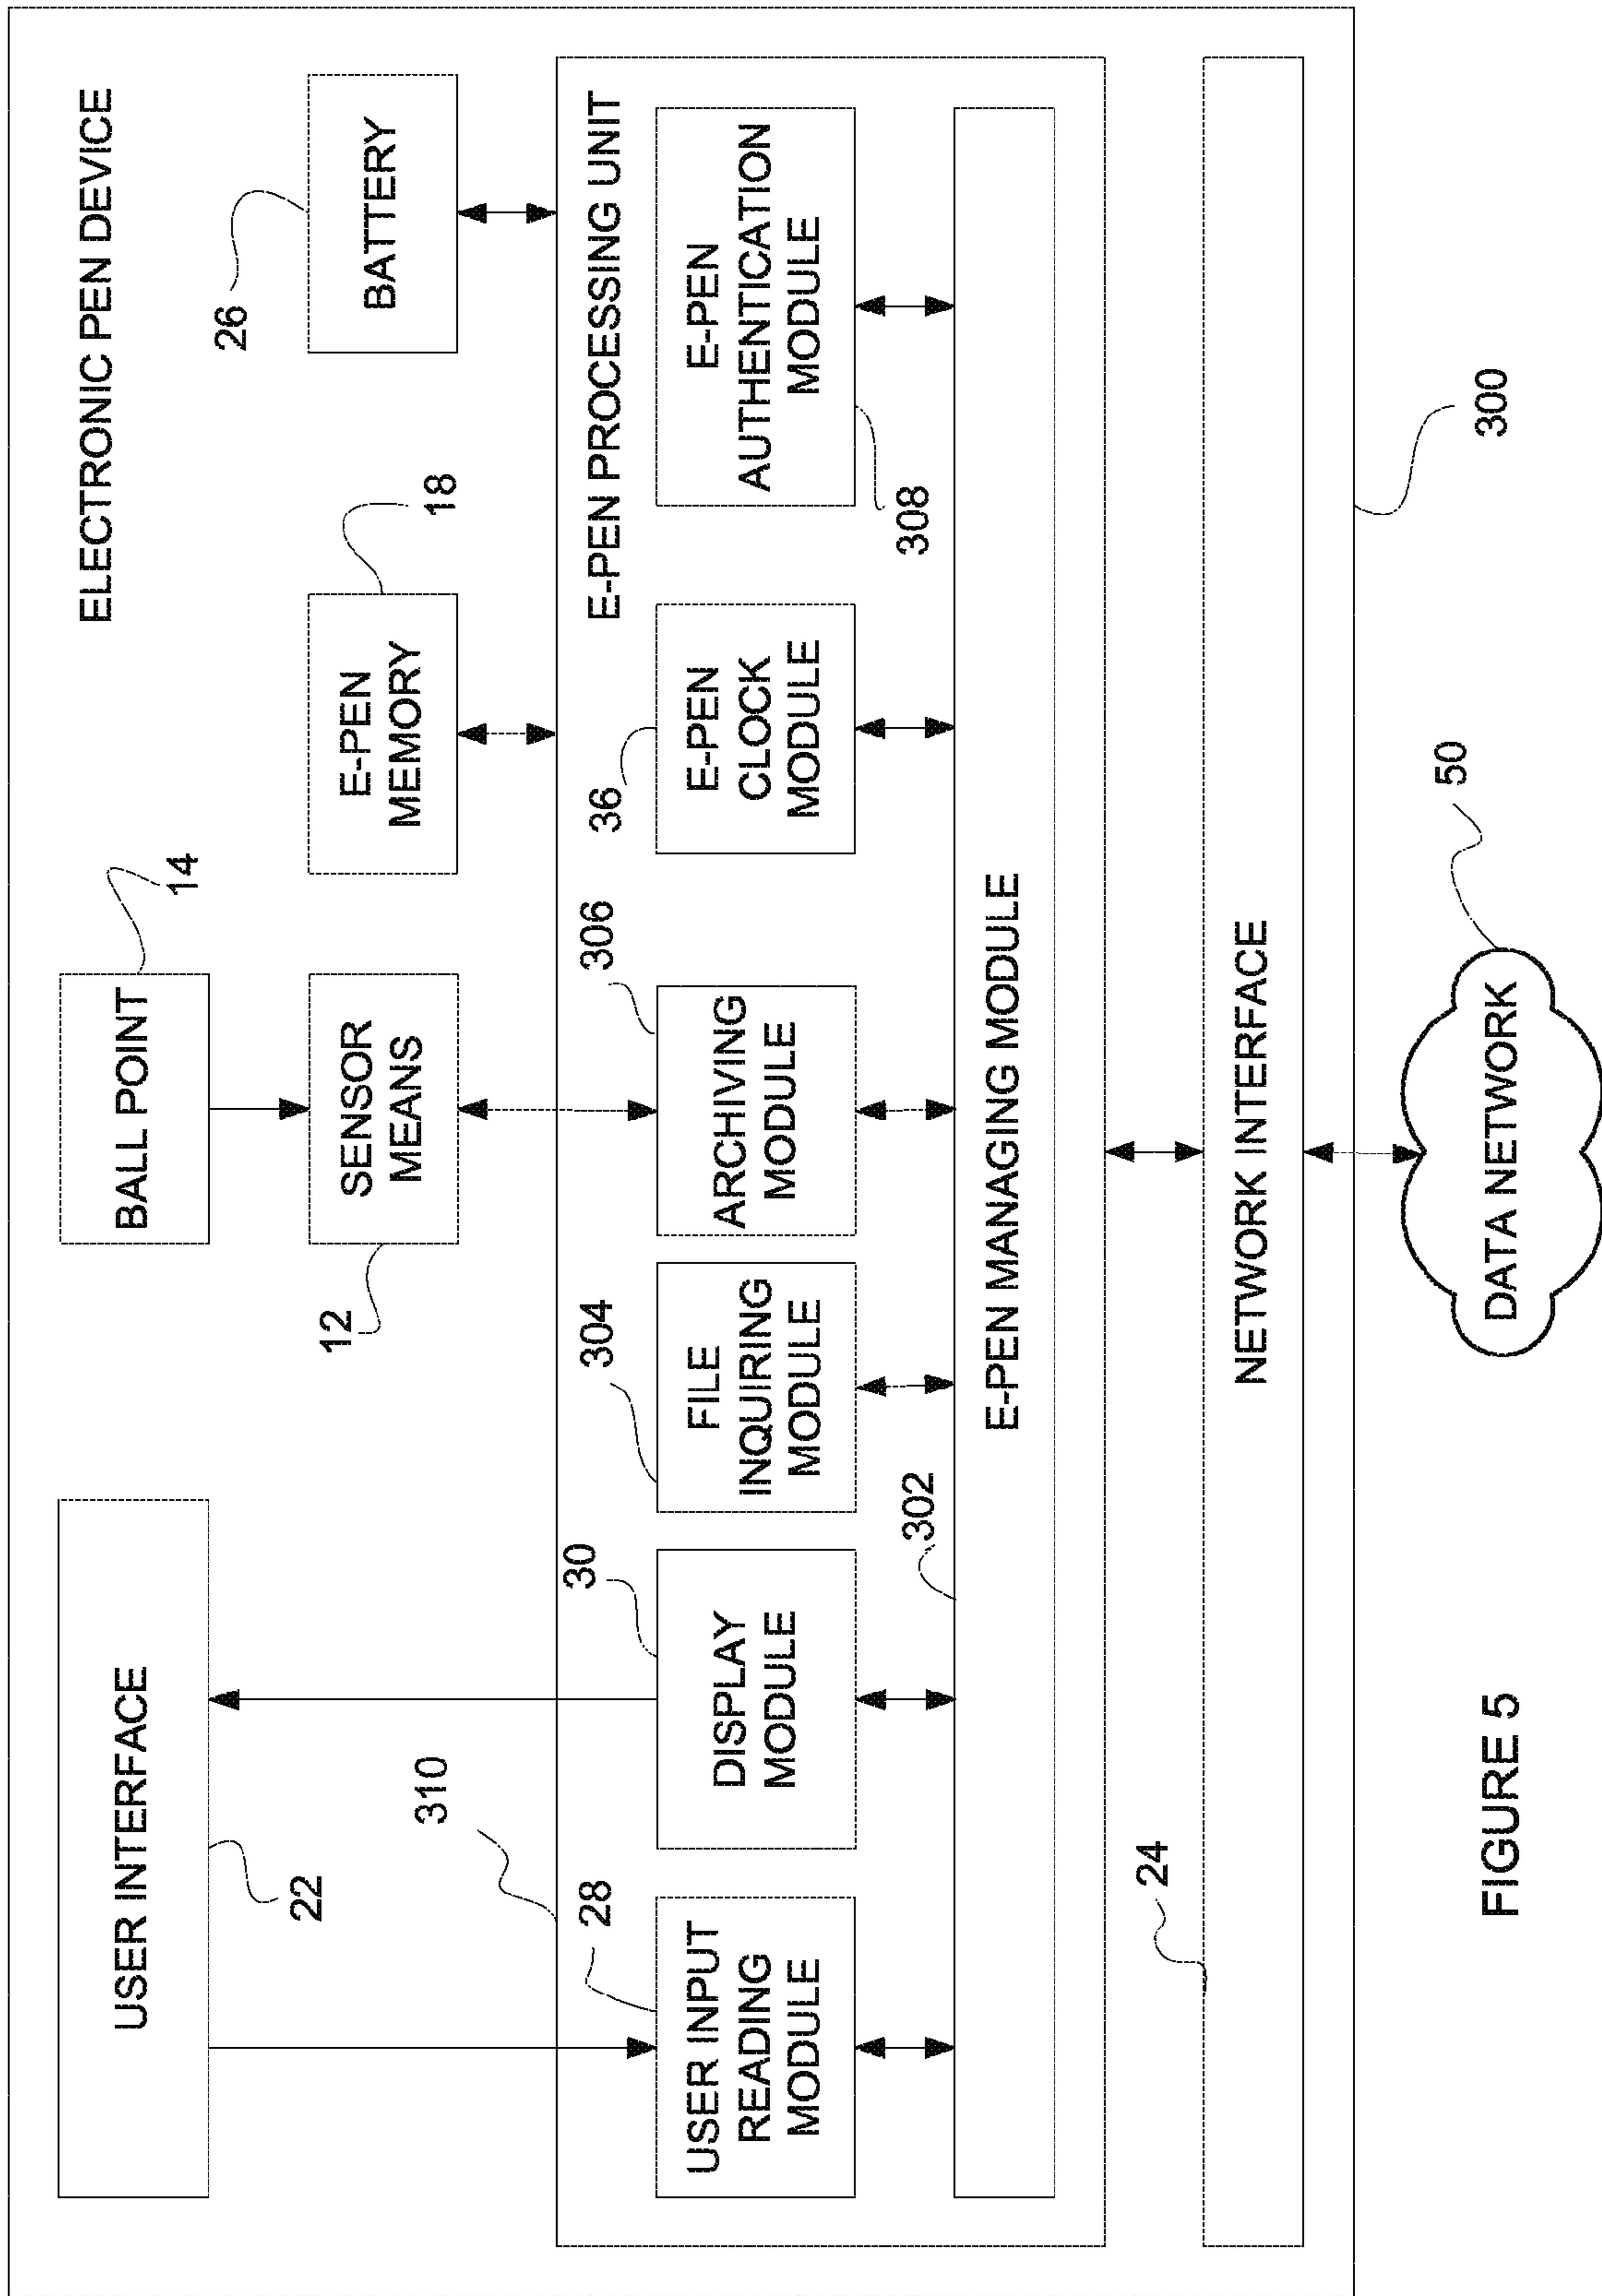 ELECTRONIC PEN DEVICE
USER INTERFACE
22
BALL POINT
14
SENSOR
MEANS
12
E-PEN
MEMORY
18
BATTERY
26
310
E-PEN PROCESSING UNIT
USER INPUT
READING
MODULE
28
DISPLAY
MODULE
30
FILE
INQUIRING
MODULE
304
ARCHIVING
MODULE
306
E-PEN
CLOCK
MODULE
36
E-PEN
AUTHENTICATION
MODULE
308
302
E-PEN MANAGING MODULE
24
NETWORK INTERFACE
300
DATA NETWORK
50
FIGURE 5